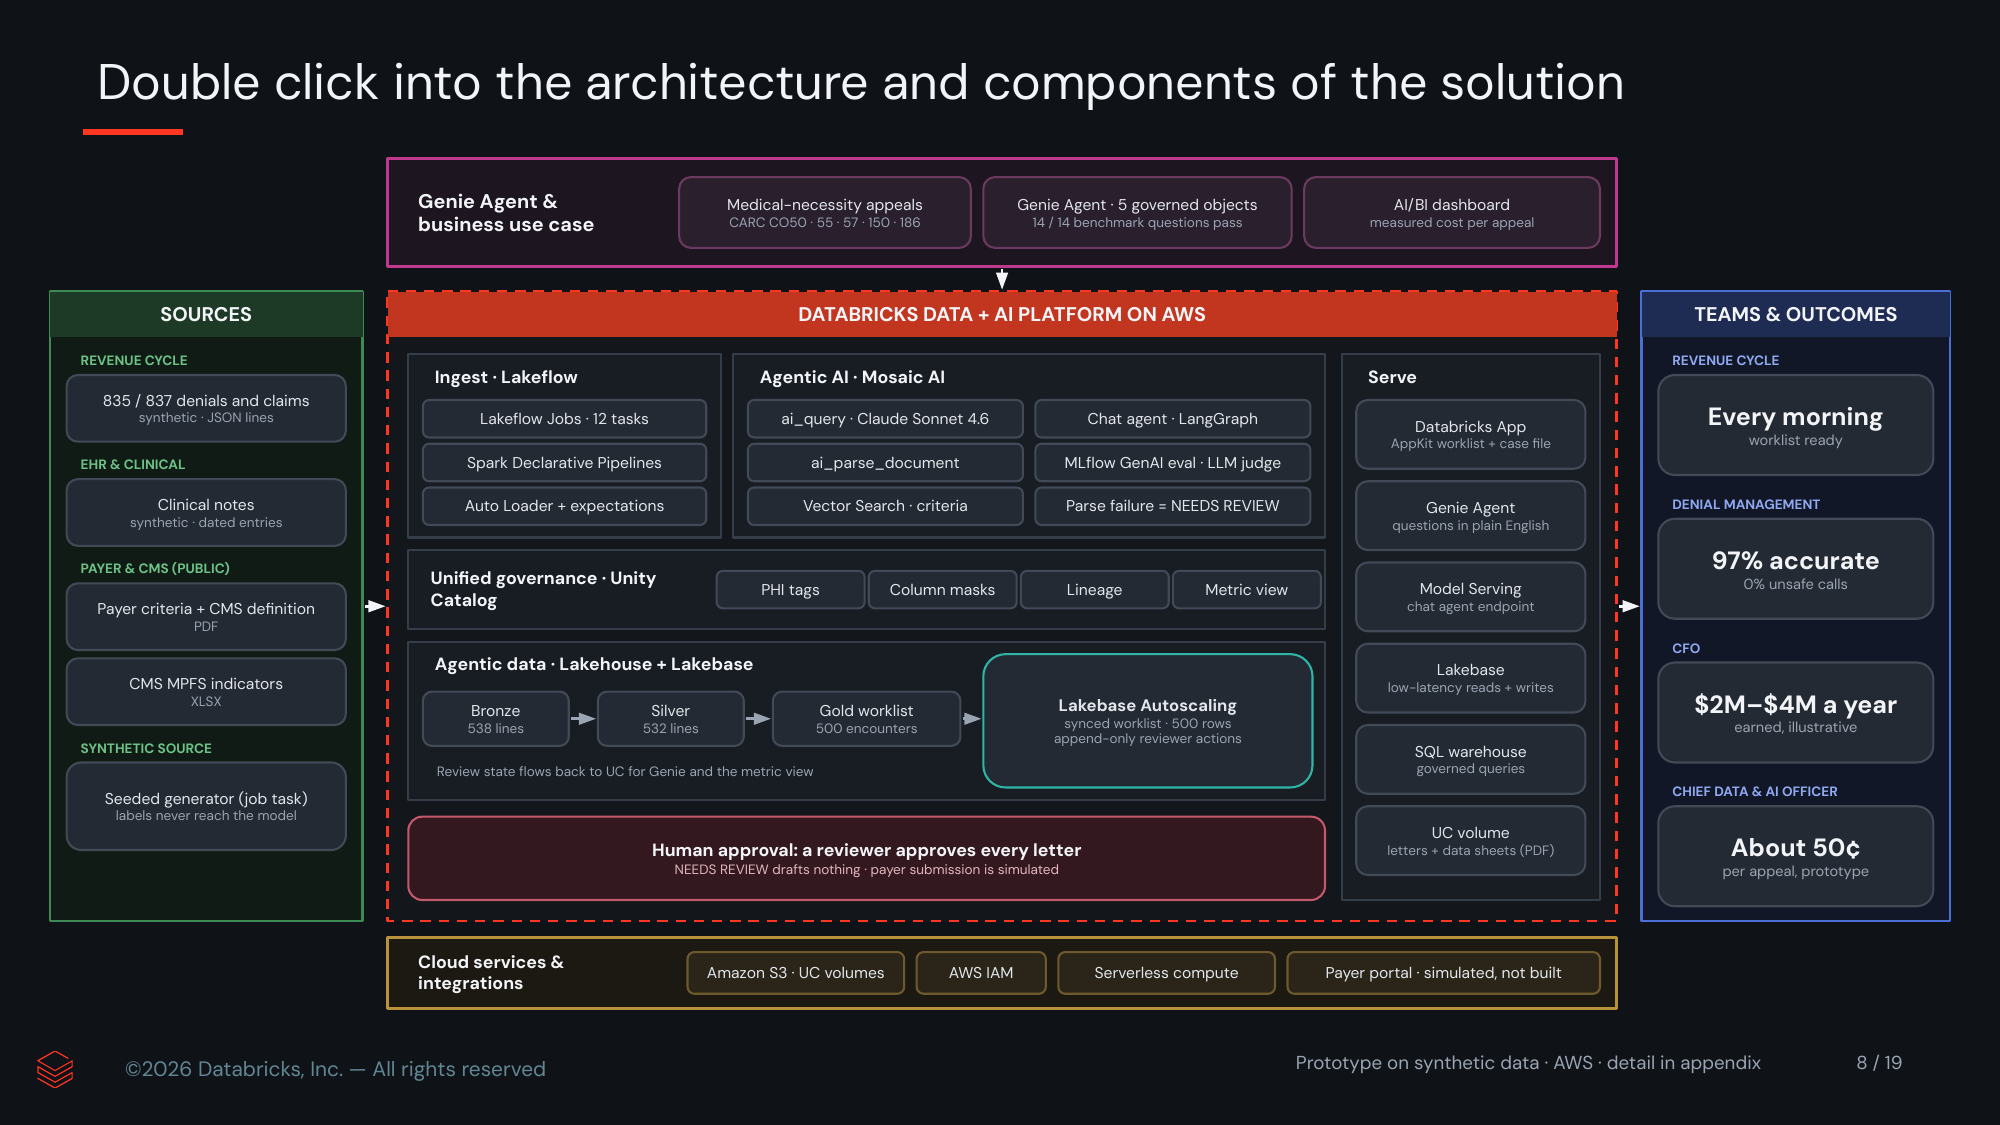 Double click into the architecture and components of the solution
Genie Agent &
business use case
Medical-necessity appeals
CARC CO50 · 55 · 57 · 150 · 186
Genie Agent · 5 governed objects
14 / 14 benchmark questions pass
AI/BI dashboard
measured cost per appeal
SOURCES
REVENUE CYCLE
835 / 837 denials and claims
synthetic · JSON lines
EHR & CLINICAL
Clinical notes
synthetic · dated entries
PAYER & CMS (PUBLIC)
Payer criteria + CMS definition
PDF
CMS MPFS indicators
XLSX
SYNTHETIC SOURCE
Seeded generator (job task)
labels never reach the model
DATABRICKS DATA + AI PLATFORM ON AWS
Ingest · Lakeflow
Lakeflow Jobs · 12 tasks
Spark Declarative Pipelines
Auto Loader + expectations
Agentic AI · Mosaic AI
ai_query · Claude Sonnet 4.6
Chat agent · LangGraph
ai_parse_document
MLflow GenAI eval · LLM judge
Vector Search · criteria
Parse failure = NEEDS REVIEW
Unified governance · Unity
Catalog
PHI tags
Column masks
Lineage
Metric view
Agentic data · Lakehouse + Lakebase
Bronze
538 lines
Silver
532 lines
Gold worklist
500 encounters
Lakebase Autoscaling
synced worklist · 500 rows
append-only reviewer actions
Review state flows back to UC for Genie and the metric view
Human approval: a reviewer approves every letter
NEEDS REVIEW drafts nothing · payer submission is simulated
Serve
Databricks App
AppKit worklist + case file
Genie Agent
questions in plain English
Model Serving
chat agent endpoint
Lakebase
low-latency reads + writes
SQL warehouse
governed queries
UC volume
letters + data sheets (PDF)
TEAMS & OUTCOMES
REVENUE CYCLE
Every morning
worklist ready
DENIAL MANAGEMENT
97% accurate
0% unsafe calls
CFO
$2M–$4M a year
earned, illustrative
CHIEF DATA & AI OFFICER
About 50¢
per appeal, prototype
Cloud services &
integrations
Amazon S3 · UC volumes
AWS IAM
Serverless compute
Payer portal · simulated, not built
©2026 Databricks, Inc. — All rights reserved
Prototype on synthetic data · AWS · detail in appendix
8 / 19